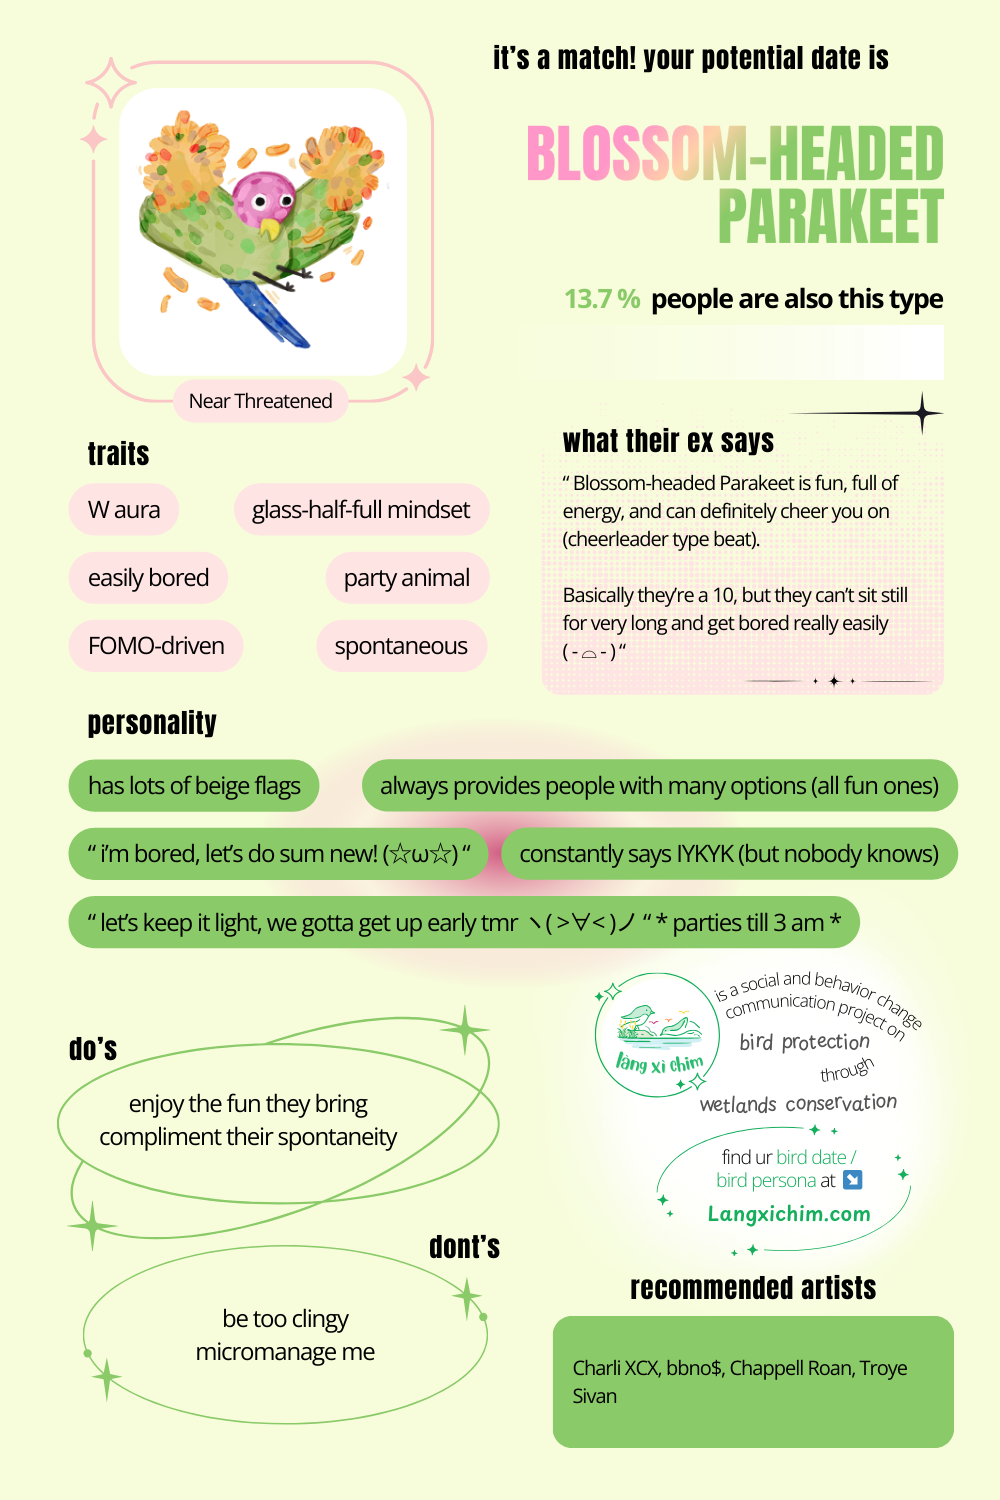 it's a match! your potential date is
BLOSSOM-HEADED
PARAKEET
13.7 % people are also this type
Near Threatened
traits
W aura
glass-half-full mindset
easily bored
party animal
FOMO-driven
spontaneous
what their ex says
“ Blossom-headed Parakeet is fun, full of
energy, and can definitely cheer you on
(cheerleader type beat).
Basically they’re a 10, but they can’t sit still
for very long and get bored really easily
( - ⌓ - ) “
personality
has lots of beige flags
always provides people with many options (all fun ones)
“ i’m bored, let’s do sum new! (☆ω☆) “
constantly says IYKYK (but nobody knows)
“ let’s keep it light, we gotta get up early tmr ヽ( >∀< )ノ “ * parties till 3 am *
do’s
enjoy the fun they bring
compliment their spontaneity
dont’s
be too clingy
micromanage me
làng xì chim
is a social and behavior change
communication project on
bird protection
through
wetlands conservation
find ur bird date /
bird persona at ↘️
Langxichim.com
recommended artists
Charli XCX, bbno$, Chappell Roan, Troye
Sivan